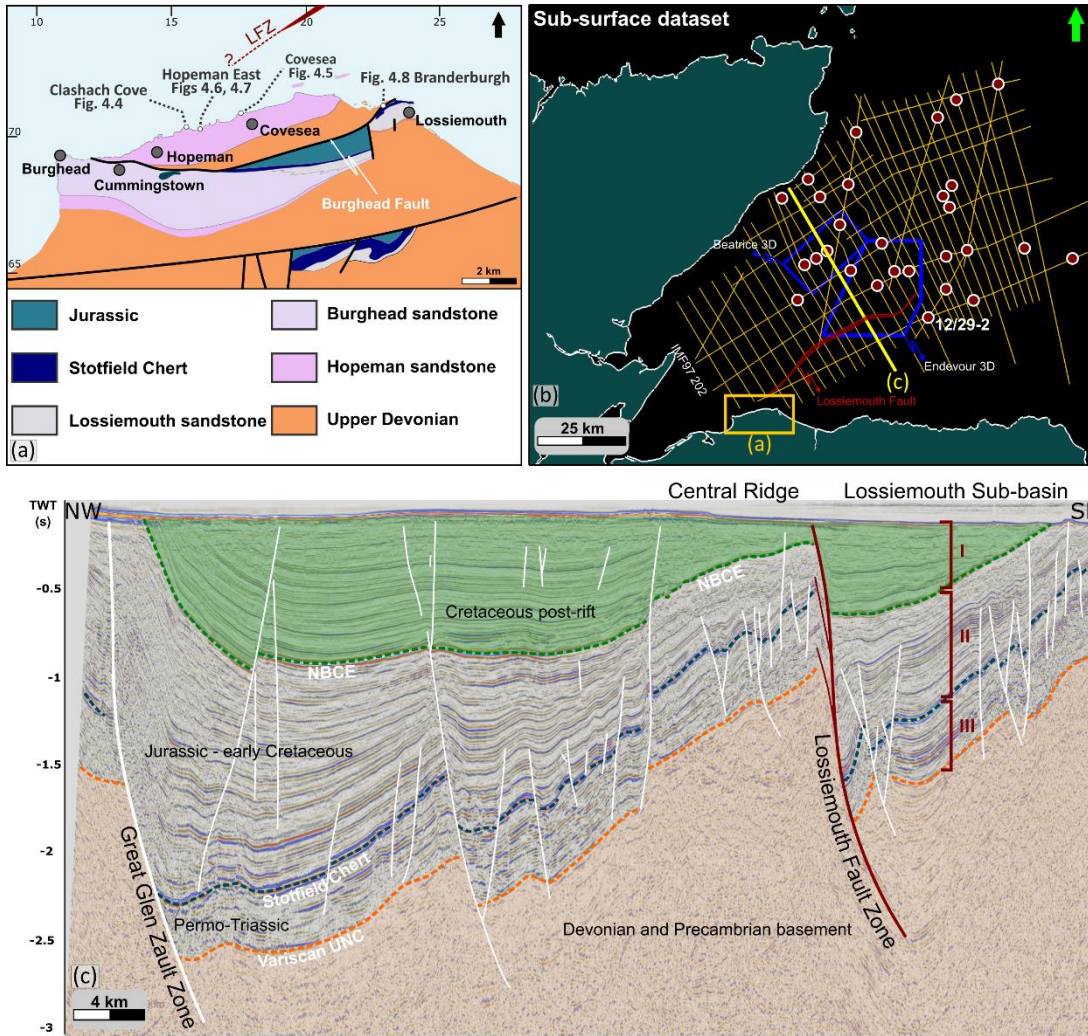 10
15
20
25
LFZ
?
Hopeman East
Figs 4.6, 4.7
Covesea
Fig. 4.5
Fig. 4.8 Branderburgh
Clashach Cove
Fig. 4.4
70
Lossiemouth
Covesea
Hopeman
Burghead
Cummingstown
Burghead Fault
65
2 km
Jurassic
Burghead sandstone
Stotfield Chert
Hopeman sandstone
Lossiemouth sandstone
Upper Devonian
(a)
Sub-surface dataset
Beatrice 3D
12/29-2
IMF97 202
Endevour 3D
(c)
Lossiemouth Fault
(b)
25 km
(a)
TWT
(s)
NW
Central Ridge
Lossiemouth Sub-basin
SE
-0.5
-1
-1.5
-2
-2.5
-3
NBCE
I
Cretaceous post-rift
NBCE
II
Jurassic - early Cretaceous
III
Stotfield Chert
Permo-Triassic
Variscan UNC
Great Glen Zault Zone
Lossiemouth Fault Zone
Devonian and Precambrian basement
(c)
4 km